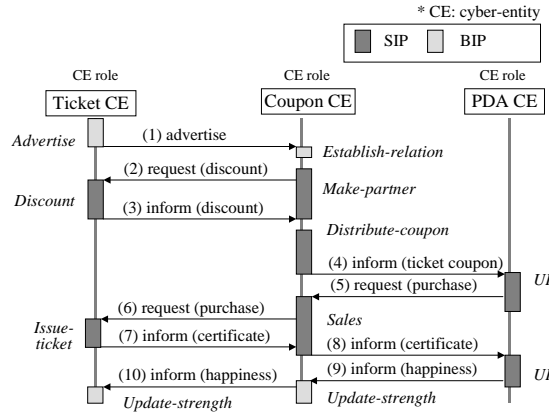 * CE: cyber-entity
SIP BIP
CE role CE role CE role
Ticket CE Coupon CE PDA CE
Advertise (1) advertise
Establish-relation
(2) request (discount)
Make-partner
Discount
(3) inform (discount)
Distribute-coupon
(4) inform (ticket coupon)
UI
(5) request (purchase)
(6) request (purchase)
Sales
Issue-
ticket
(7) inform (certificate)
(8) inform (certificate)
(9) inform (happiness)
UI
(10) inform (happiness)
Update-strength Update-strength